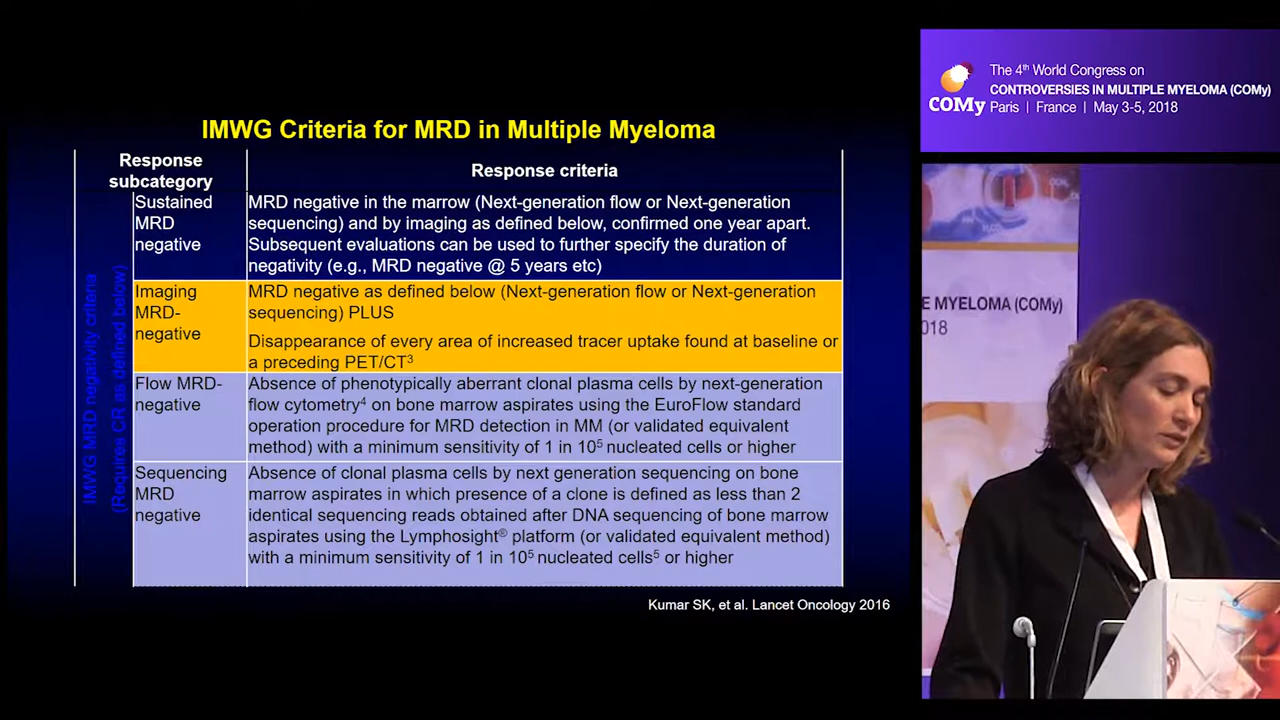 IMWG Criteria for MRD in Multiple Myeloma
Response subcategory
Response criteria
IMWG MRD negativity criteria
(Requires CR as defined below)
Sustained
MRD
negative
MRD negative in the marrow (Next-generation flow or Next-generation
sequencing) and by imaging as defined below, confirmed one year apart.
Subsequent evaluations can be used to further specify the duration of
negativity (e.g., MRD negative @ 5 years etc)
Imaging
MRD-
negative
MRD negative as defined below (Next-generation flow or Next-generation
sequencing) PLUS
Disappearance of every area of increased tracer uptake found at baseline or
a preceding PET/CT³
Flow MRD-
negative
Absence of phenotypically aberrant clonal plasma cells by next-generation
flow cytometry⁴ on bone marrow aspirates using the EuroFlow standard
operation procedure for MRD detection in MM (or validated equivalent
method) with a minimum sensitivity of 1 in 10⁵ nucleated cells or higher
Sequencing
MRD
negative
Absence of clonal plasma cells by next generation sequencing on bone
marrow aspirates in which presence of a clone is defined as less than 2
identical sequencing reads obtained after DNA sequencing of bone marrow
aspirates using the Lymphosight® platform (or validated equivalent method)
with a minimum sensitivity of 1 in 10⁵ nucleated cells⁵ or higher
Kumar SK, et al. Lancet Oncology 2016
COMy
The 4th World Congress on
CONTROVERSIES IN MULTIPLE MYELOMA (COMy)
Paris | France | May 3-5, 2018
E MYELOMA (COMy)
018